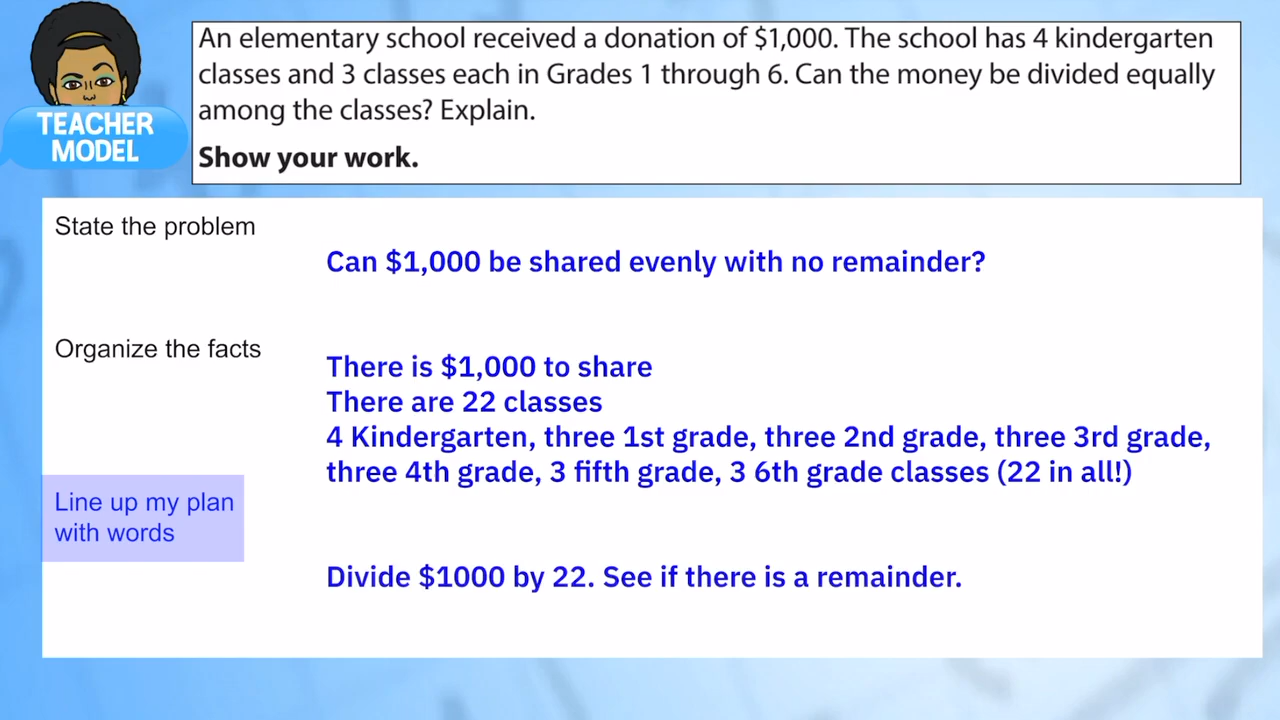 An elementary school received a donation of $1,000. The school has 4 kindergarten
classes and 3 classes each in Grades 1 through 6. Can the money be divided equally
among the classes? Explain.
Show your work.
TEACHER
MODEL
State the problem
Can $1,000 be shared evenly with no remainder?
Organize the facts
There is $1,000 to share
There are 22 classes
4 Kindergarten, three 1st grade, three 2nd grade, three 3rd grade,
three 4th grade, 3 fifth grade, 3 6th grade classes (22 in all!)
Line up my plan
with words
Divide $1000 by 22. See if there is a remainder.